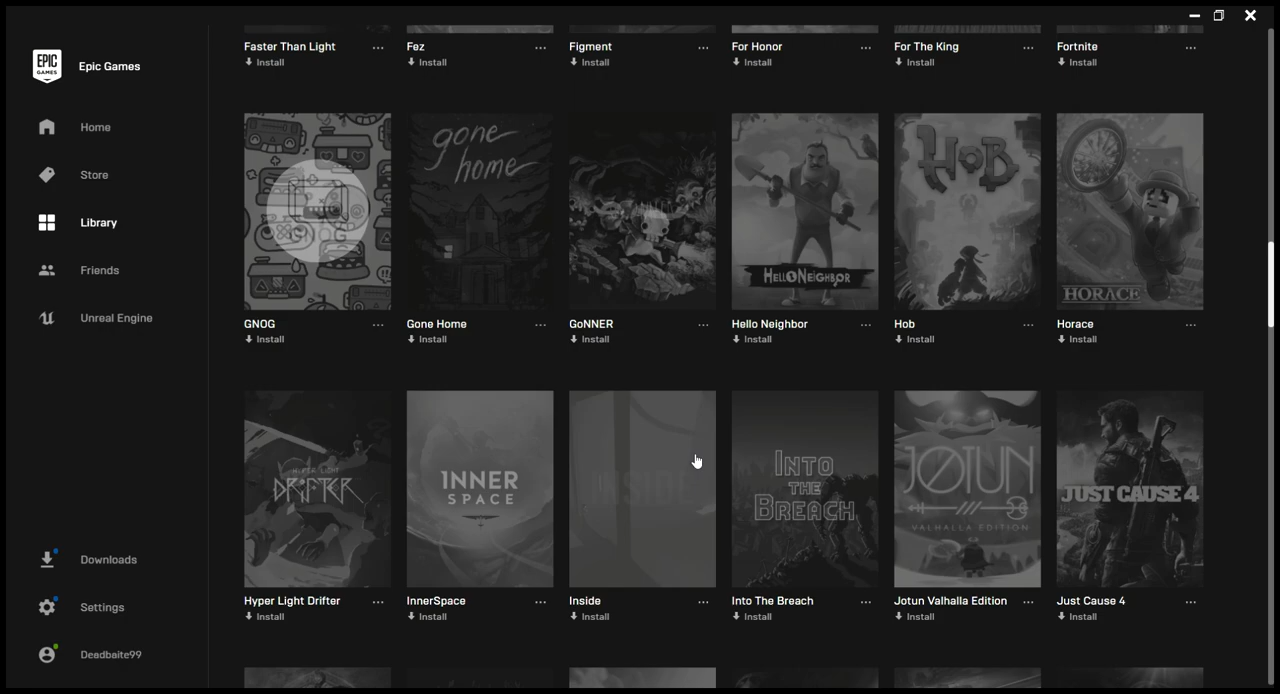 EPIC
GAMES
Epic Games
Home
Store
Library
Friends
Unreal Engine
Downloads
Settings
Deadbaite99
Faster Than Light
Fez
Figment
For Honor
For The King
Fortnite
Install
Install
Install
Install
Install
Install
GNOG
gone
home
HELLO NEIGHBOR
HOB
HORACE
GNOG
Gone Home
GoNNER
Hello Neighbor
Hob
Horace
Install
Install
Install
Install
Install
Install
HYPER LIGHT
DRIFTER
INNER
SPACE
INSIDE
INTO
THE
BREACH
JOTUN
VALHALLA EDITION
JUST CAUSE 4
Hyper Light Drifter
InnerSpace
Inside
Into The Breach
Jotun Valhalla Edition
Just Cause 4
Install
Install
Install
Install
Install
Install